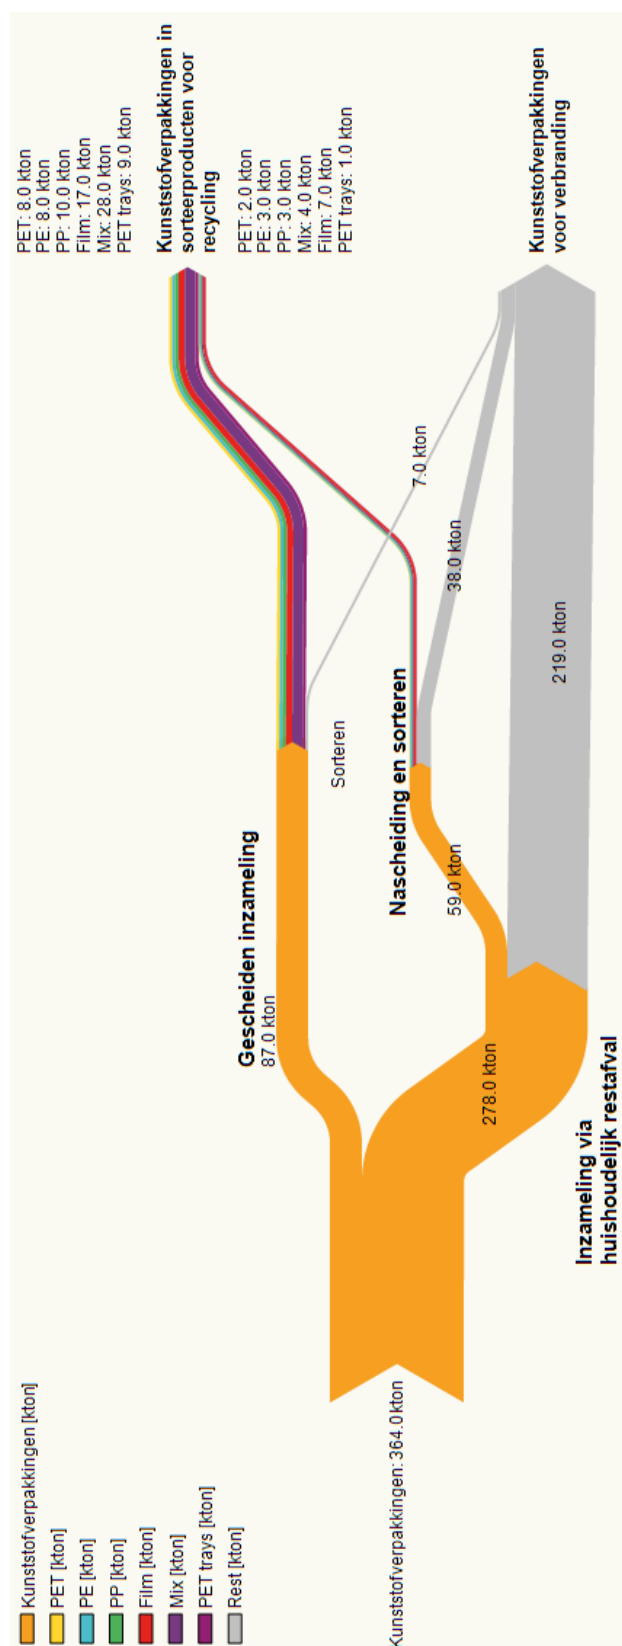 Kunststofverpakkingen [kton]
PET [kton]
PE [kton]
PP [kton]
Film [kton]
Mix [kton]
PET trays [kton]
Rest [kton]
Kunststofverpakkingen: 364.0kton
Gescheiden inzameling
87.0 kton
Inzameling via
huishoudelijk restafval
278.0 kton
Sorteren
Nascheiding en sorteren
59.0 kton
7.0 kton
38.0 kton
219.0 kton
PET: 8.0 kton
PE: 8.0 kton
PP: 10.0 kton
Film: 17.0 kton
Mix: 28.0 kton
PET trays: 9.0 kton
Kunststofverpakkingen in
sorteerproducten voor
recycling
PET: 2.0 kton
PE: 3.0 kton
PP: 3.0 kton
Mix: 4.0 kton
Film: 7.0 kton
PET trays: 1.0 kton
Kunststofverpakkingen
voor verbranding